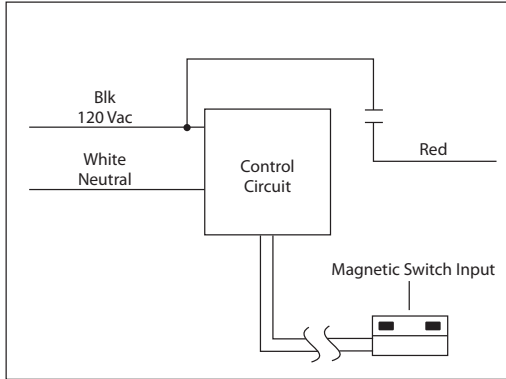 Blk
120 Vac
White
Neutral
Control
Circuit
Red
Magnetic Switch Input